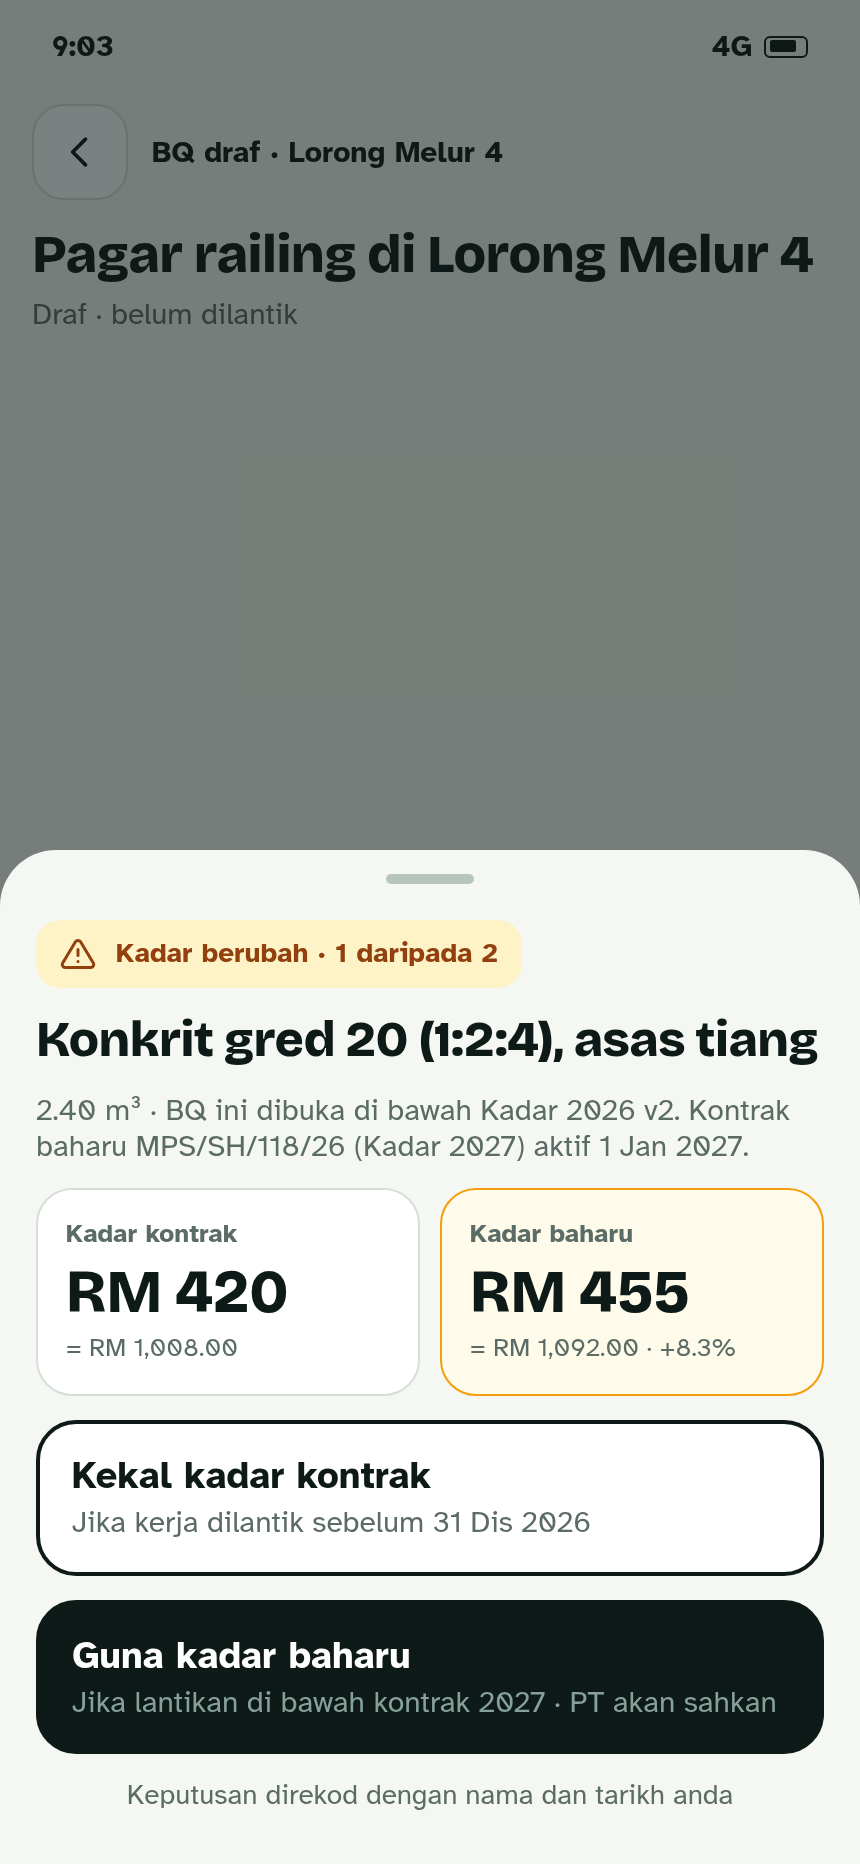 9:03
4G
BQ draf · Lorong Melur 4
Pagar railing di Lorong Melur 4
Draf · belum dilantik
Kadar berubah · 1 daripada 2
Konkrit gred 20 (1:2:4), asas tiang
2.40 m³ · BQ ini dibuka di bawah Kadar 2026 v2. Kontrak
baharu MPS/SH/118/26 (Kadar 2027) aktif 1 Jan 2027.
Kadar kontrak
RM 420
= RM 1,008.00
Kadar baharu
RM 455
= RM 1,092.00 · +8.3%
Kekal kadar kontrak
Jika kerja dilantik sebelum 31 Dis 2026
Guna kadar baharu
Jika lantikan di bawah kontrak 2027 · PT akan sahkan
Keputusan direkod dengan nama dan tarikh anda